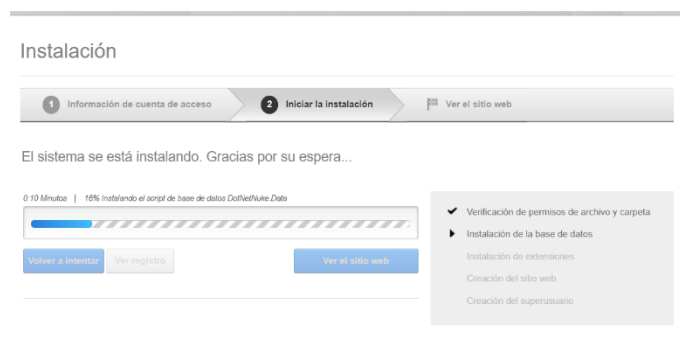 Instalación
1 Información de cuenta de acceso 2 Iniciar la instalación Ver el sitio web
El sistema se está instalando. Gracias por su espera...
0:10 Minutos | 16% Instalando el script de base de datos DotNetNuke.Data
Volver a intentar Ver registro Ver el sitio web
Verificación de permisos de archivo y carpeta
Instalación de la base de datos
Instalación de extensiones
Creación del sitio web
Creación del superusuario